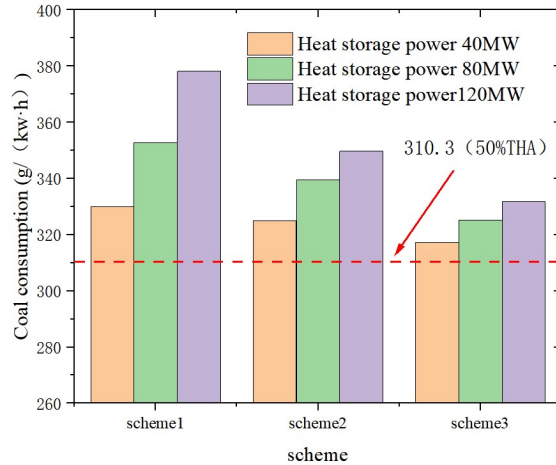 Coal consumption (g/（kw·h）)
400
380
360
340
320
300
280
260
Heat storage power 40MW
Heat storage power 80MW
Heat storage power120MW
310.3（50%THA）
scheme1
scheme2
scheme3
scheme